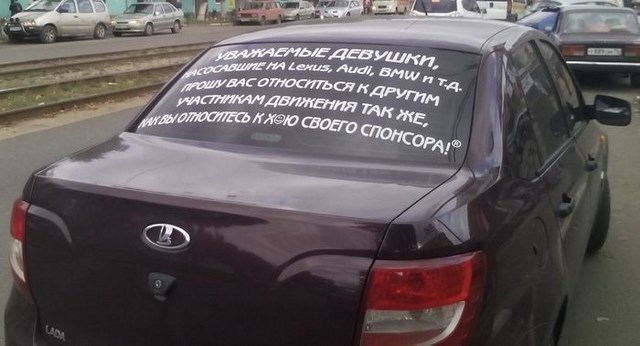 УВАЖАЕМЫЕ ДЕВУШКИ,
НАСОСАВШИЕ НА Lexus, Audi, BMW И Т.Д.
ПРОШУ ВАС ОТНОСИТЬСЯ К ДРУГИМ
УЧАСТНИКАМ ДВИЖЕНИЯ ТАК ЖЕ,
КАК ВЫ ОТНОСИТЕСЬ К Х☺Ю СВОЕГО СПОНСОРА!®
LADA